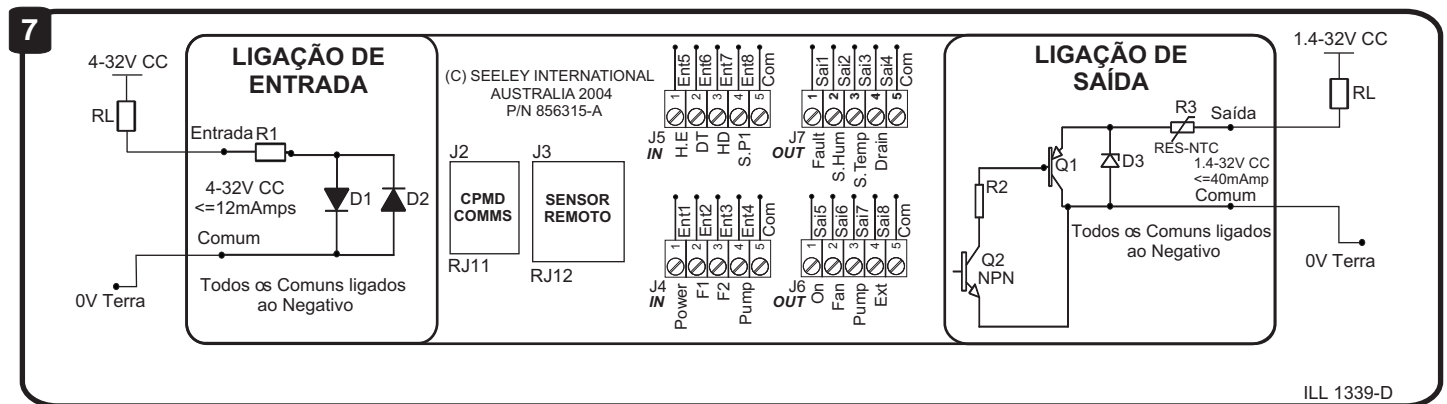 7
4-32V CC
RL
Entrada R1
4-32V CC
<=12mAmps
D1
D2
Comum
0V Terra
LIGAÇÃO DE
ENTRADA
Todos os Comuns ligados
ao Negativo
(C) SEELEY INTERNATIONAL
AUSTRALIA 2004
P/N 856315-A
J2
CPMD
COMMS
RJ11
J3
SENSOR
REMOTO
RJ12
Ent5
Ent6
Ent7
Ent8
Com
1 2 3 4 5
J5
IN
H.E
DT
HD
S.P1
Sai1
Sai2
Sai3
Sai4
Com
1 2 3 4 5
J7
OUT
Fault
S.Hum
S.Temp
Drain
Ent1
Ent2
Ent3
Ent4
Com
1 2 3 4 5
J4
IN
Power
F1
F2
Pump
Sai5
Sai6
Sai7
Sai8
Com
1 2 3 4 5
J6
OUT
On
Fan
Pump
Ext
LIGAÇÃO DE
SAÍDA
R3
Saída
RES-NTC
Q1
D3
R2
1.4-32V CC
<=40mAmp
Comum
Todos os Comuns ligados
ao Negativo
Q2
NPN
1.4-32V CC
RL
0V Terra
ILL 1339-D